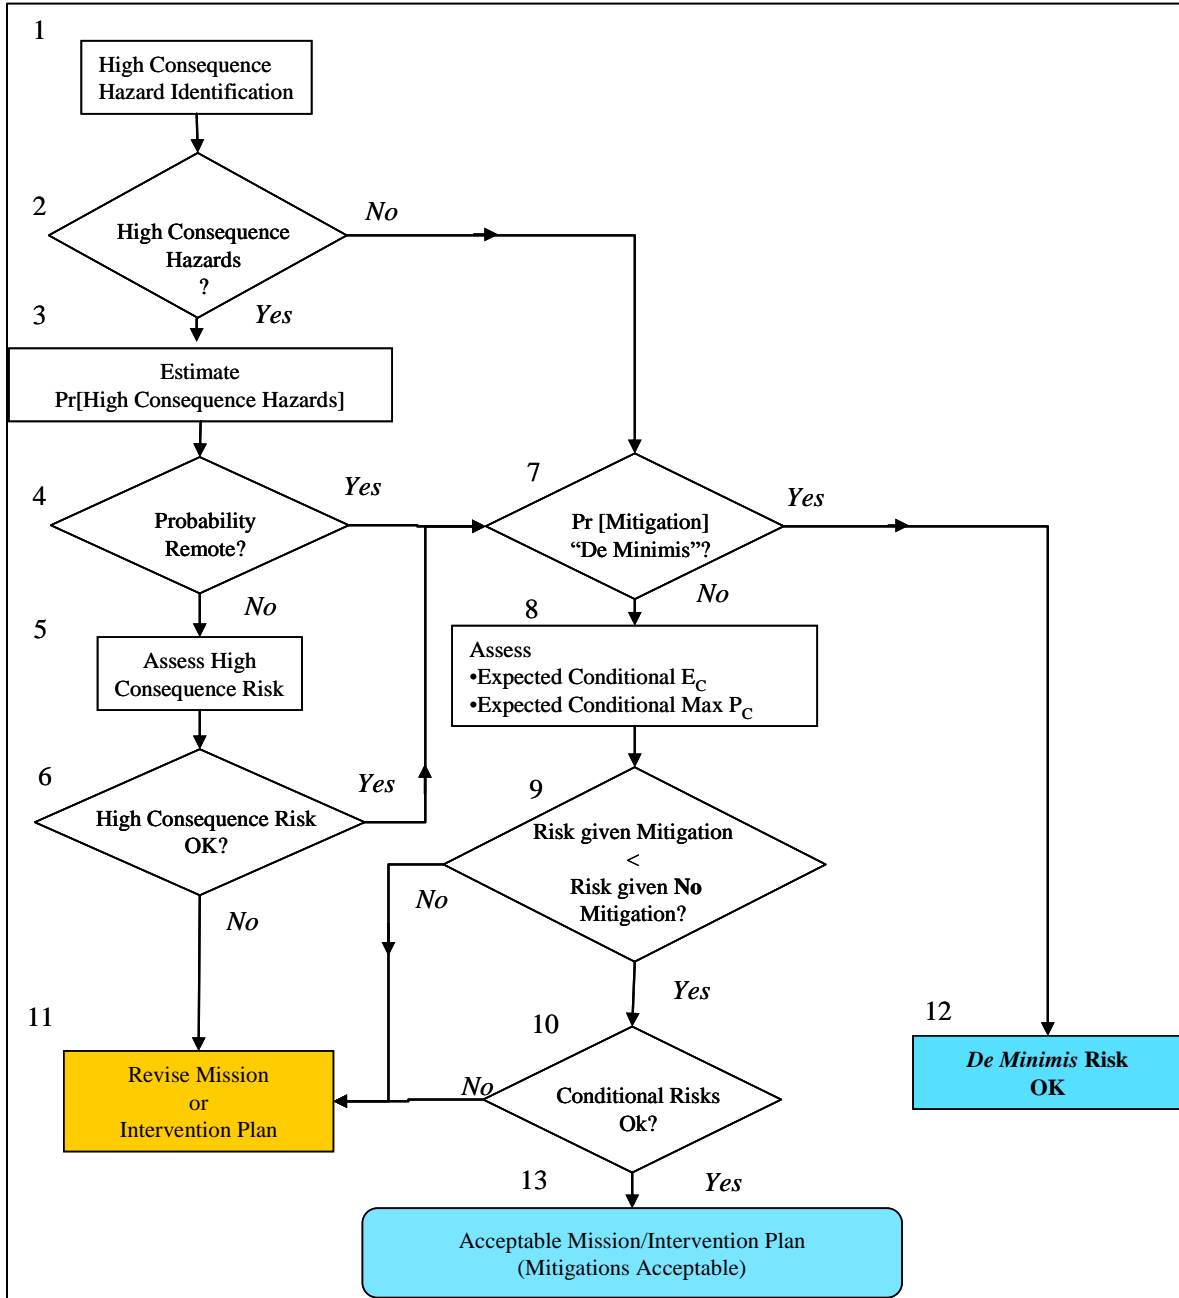 1
High Consequence
Hazard Identification
2
No
High Consequence
Hazards
?
3
Yes
Estimate
Pr[High Consequence Hazards]
4
Yes
Probability
Remote?
7
Yes
Pr [Mitigation]
“De Minimis”?
No
No
5
Assess High
Consequence Risk
8
Assess
•Expected Conditional EC
•Expected Conditional Max PC
6
Yes
High Consequence Risk
OK?
No
9
Risk given Mitigation
<
Risk given No
Mitigation?
No
Yes
11
Revise Mission
or
Intervention Plan
10
No
Conditional Risks
Ok?
12
De Minimis Risk
OK
13
Yes
Acceptable Mission/Intervention Plan
(Mitigations Acceptable)